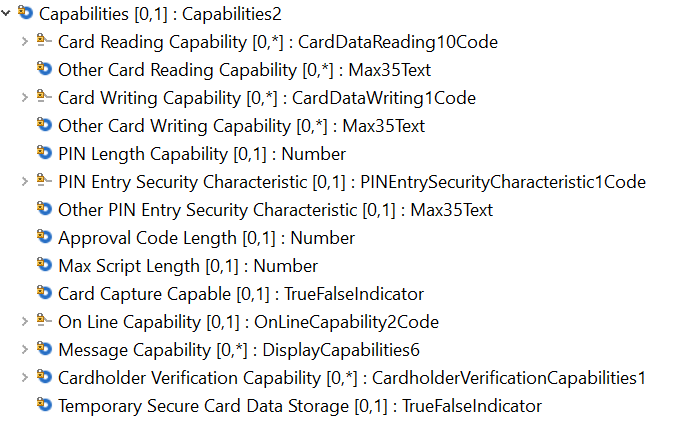 Capabilities [0,1] : Capabilities2
Card Reading Capability [0,*] : CardDataReading10Code
Other Card Reading Capability [0,*] : Max35Text
Card Writing Capability [0,*] : CardDataWriting1Code
Other Card Writing Capability [0,*] : Max35Text
PIN Length Capability [0,1] : Number
PIN Entry Security Characteristic [0,1] : PINEntrySecurityCharacteristic1Code
Other PIN Entry Security Characteristic [0,1] : Max35Text
Approval Code Length [0,1] : Number
Max Script Length [0,1] : Number
Card Capture Capable [0,1] : TrueFalseIndicator
On Line Capability [0,1] : OnLineCapability2Code
Message Capability [0,*] : DisplayCapabilities6
Cardholder Verification Capability [0,*] : CardholderVerificationCapabilities1
Temporary Secure Card Data Storage [0,1] : TrueFalseIndicator